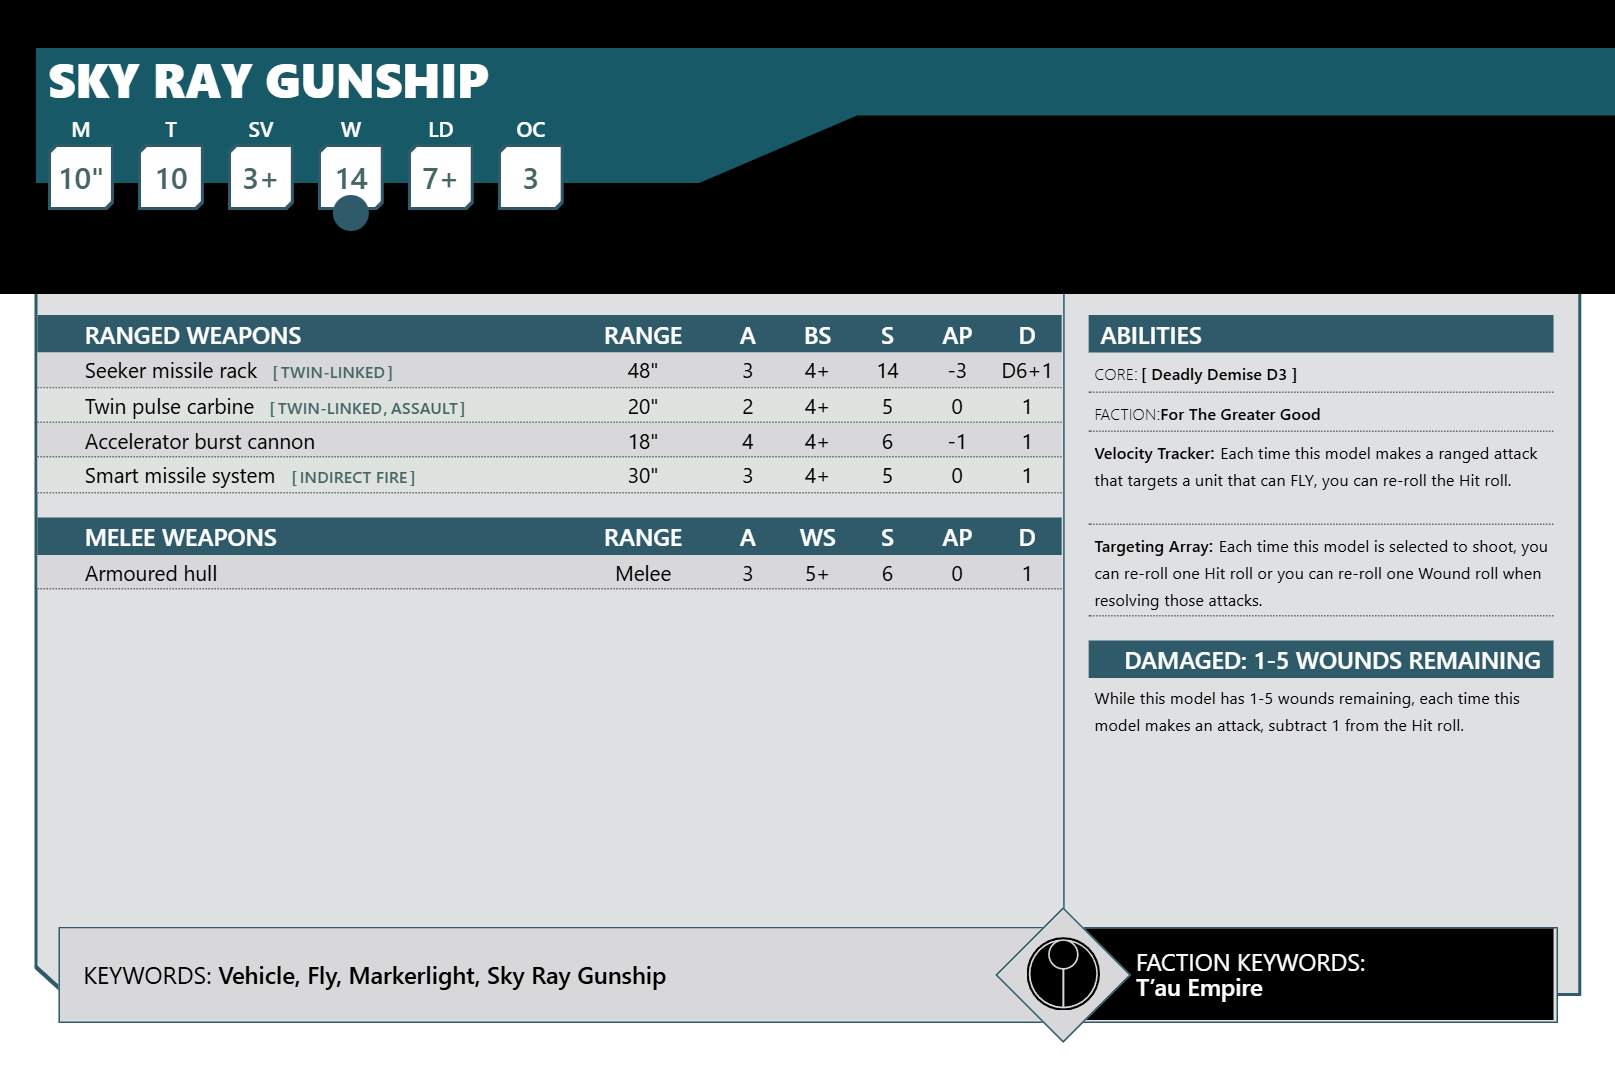 SKY RAY GUNSHIP
M T SV W LD OC
10" 10 3+ 14 7+ 3
RANGED WEAPONS RANGE A BS S AP D
Seeker missile rack [TWIN-LINKED] 48" 3 4+ 14 -3 D6+1
Twin pulse carbine [TWIN-LINKED, ASSAULT] 20" 2 4+ 5 0 1
Accelerator burst cannon 18" 4 4+ 6 -1 1
Smart missile system [INDIRECT FIRE] 30" 3 4+ 5 0 1
MELEE WEAPONS RANGE A WS S AP D
Armoured hull Melee 3 5+ 6 0 1
ABILITIES
CORE: [ Deadly Demise D3 ]
FACTION:For The Greater Good
Velocity Tracker: Each time this model makes a ranged attack
that targets a unit that can FLY, you can re-roll the Hit roll.
Targeting Array: Each time this model is selected to shoot, you
can re-roll one Hit roll or you can re-roll one Wound roll when
resolving those attacks.
DAMAGED: 1-5 WOUNDS REMAINING
While this model has 1-5 wounds remaining, each time this
model makes an attack, subtract 1 from the Hit roll.
KEYWORDS: Vehicle, Fly, Markerlight, Sky Ray Gunship
FACTION KEYWORDS:
T’au Empire